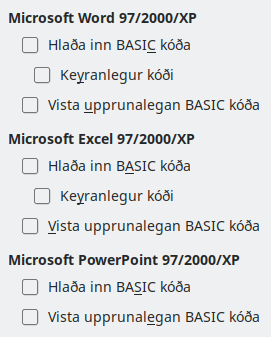 Microsoft Word 97/2000/XP
Hlaða inn BASIC kóða
Keyranlegur kóði
Vista upprunalegan BASIC kóða
Microsoft Excel 97/2000/XP
Hlaða inn BASIC kóða
Keyranlegur kóði
Vista upprunalegan BASIC kóða
Microsoft PowerPoint 97/2000/XP
Hlaða inn BASIC kóða
Vista upprunalegan BASIC kóða